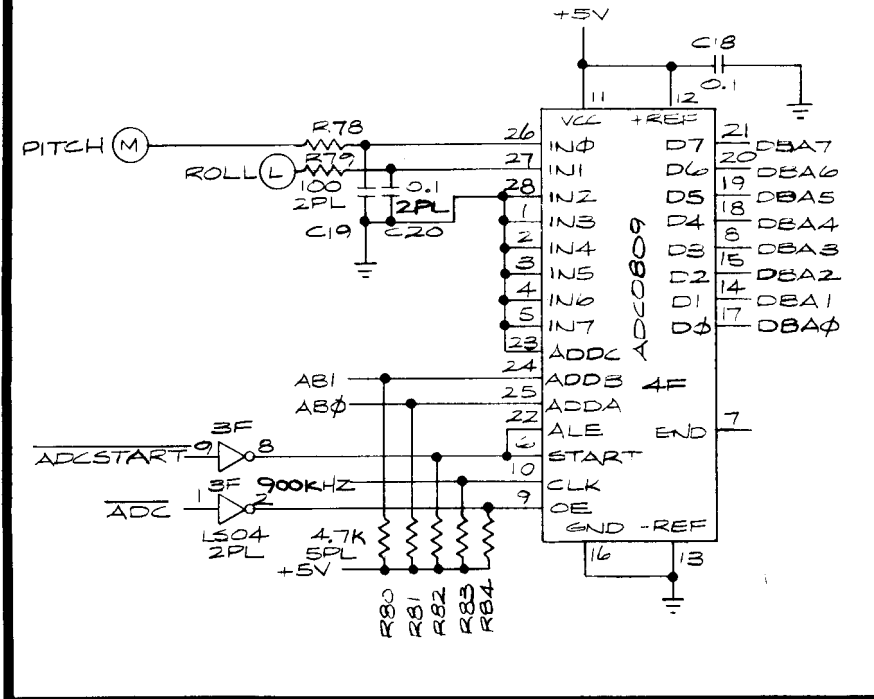 +5V
C18
0.1
11
12
VCC
+REF
PITCH
M
R78
26
IN0
D7
21
DBA7
ROLL
L
R79
27
IN1
D6
20
DBA6
100
2PL
0.1
2PL
28
IN2
D5
19
DBA5
C19
C20
1
IN3
D4
18
DBA4
2
IN4
D3
8
DBA3
3
IN5
D2
15
DBA2
4
IN6
D1
14
DBA1
5
IN7
DØ
17
DBAØ
ADC0809
23
ADDC
AB1
24
ADDB
4F
ABØ
25
ADDA
22
ALE
END
7
ADCSTART
9
3F
8
6
START
10
CLK
900KHZ
ADC
1
3F
2
9
OE
LS04
2PL
4.7K
5PL
GND
-REF
+5V
16
13
R80
R81
R82
R83
R84